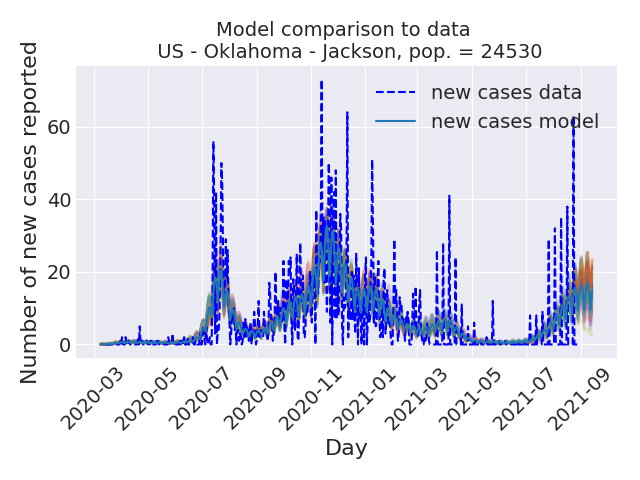 Model comparison to data
US - Oklahoma - Jackson, pop. = 24530
new cases data
new cases model
Number of new cases reported
60
40
20
0
2020-03
2020-05
2020-07
2020-09
2020-11
2021-01
2021-03
2021-05
2021-07
2021-09
Day